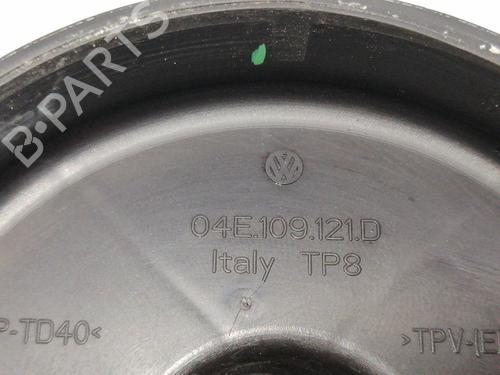 B-PARTS
04E.109.121.D
Italy TP8
P-TD40<
>TPV-(E